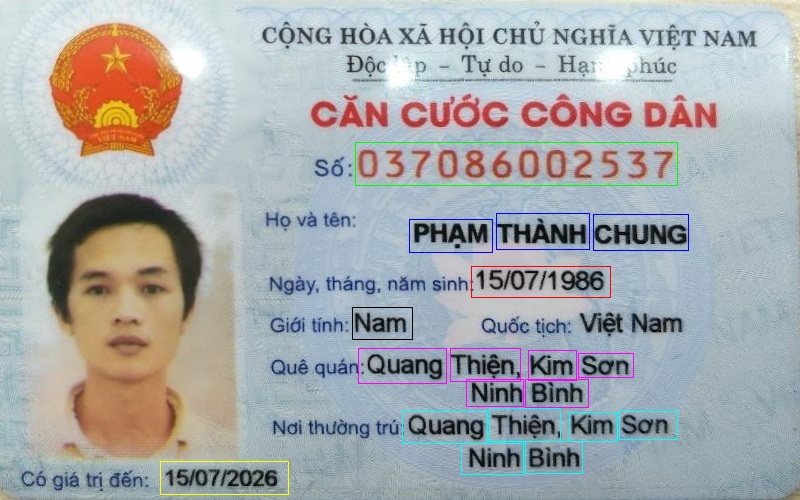 CỘNG HÒA XÃ HỘI CHỦ NGHĨA VIỆT NAM
Độc lập – Tự do – Hạnh phúc
CĂN CƯỚC CÔNG DÂN
Số: 037086002537
Họ và tên: PHẠM THÀNH CHUNG
Ngày, tháng, năm sinh: 15/07/1986
Giới tính: Nam Quốc tịch: Việt Nam
Quê quán: Quang Thiện, Kim Sơn
Ninh Bình
Nơi thường trú: Quang Thiện, Kim Sơn
Ninh Bình
Có giá trị đến: 15/07/2026